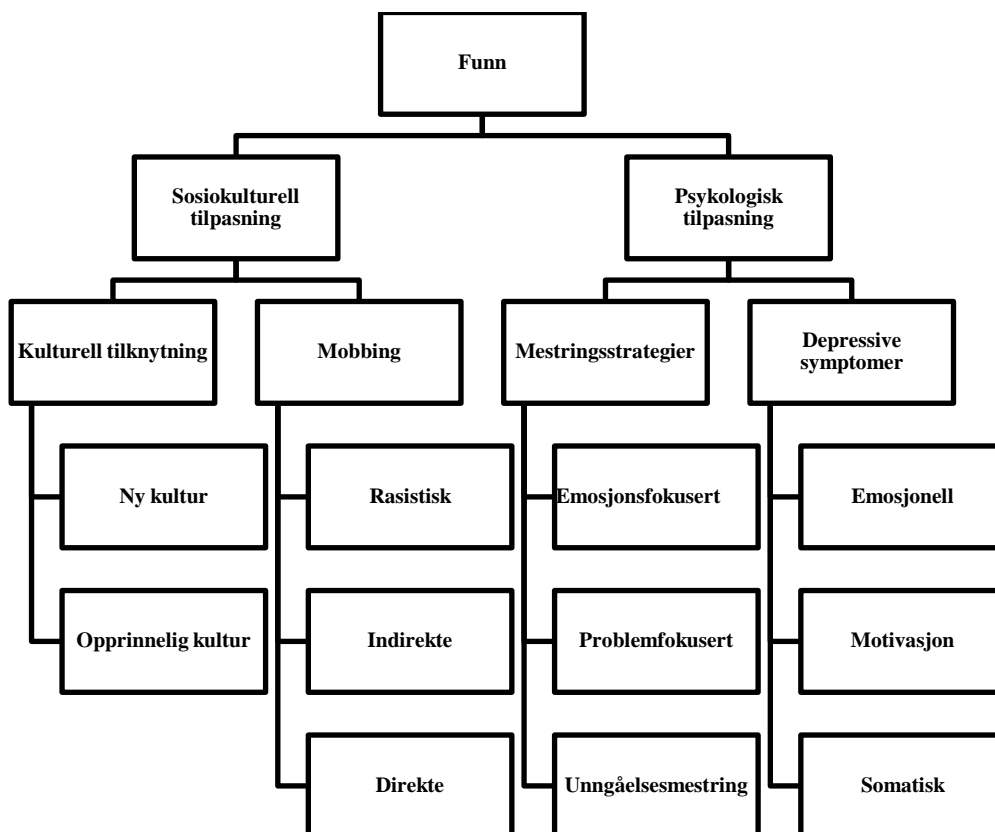 Funn
Sosiokulturell
tilpasning
Psykologisk
tilpasning
Kulturell tilknytning
Mobbing
Mestringsstrategier
Depressive
symptomer
Ny kultur
Rasistisk
Emosjonsfokusert
Emosjonell
Opprinnelig kultur
Indirekte
Problemfokusert
Motivasjon
Direkte
Unngåelsesmestring
Somatisk